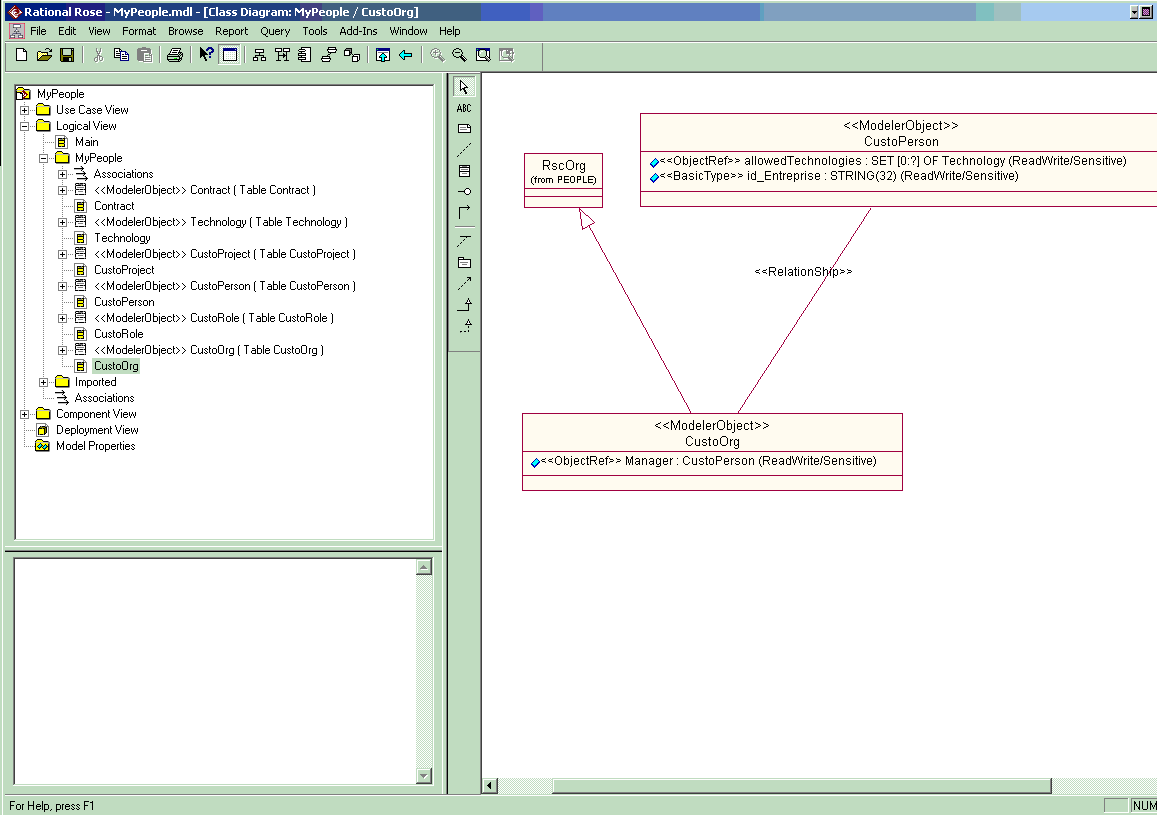 Rational Rose - MyPeople.mdl - [Class Diagram: MyPeople / CustoOrg]
File Edit View Format Browse Report Query Tools Add-Ins Window Help
MyPeople
Use Case View
Logical View
Main
MyPeople
Associations
<<ModelerObject>> Contract ( Table Contract )
Contract
<<ModelerObject>> Technology ( Table Technology )
Technology
<<ModelerObject>> CustoProject ( Table CustoProject )
CustoProject
<<ModelerObject>> CustoPerson ( Table CustoPerson )
CustoPerson
<<ModelerObject>> CustoRole ( Table CustoRole )
CustoRole
<<ModelerObject>> CustoOrg ( Table CustoOrg )
CustoOrg
Imported
Associations
Component View
Deployment View
Model Properties
ABC
RscOrg
(from PEOPLE)
<<ModelerObject>>
CustoPerson
<<ObjectRef>> allowedTechnologies : SET [0:?] OF Technology (ReadWrite/Sensitive)
<<BasicType>> id_Entreprise : STRING(32) (ReadWrite/Sensitive)
<<RelationShip>>
<<ModelerObject>>
CustoOrg
<<ObjectRef>> Manager : CustoPerson (ReadWrite/Sensitive)
For Help, press F1
NUM